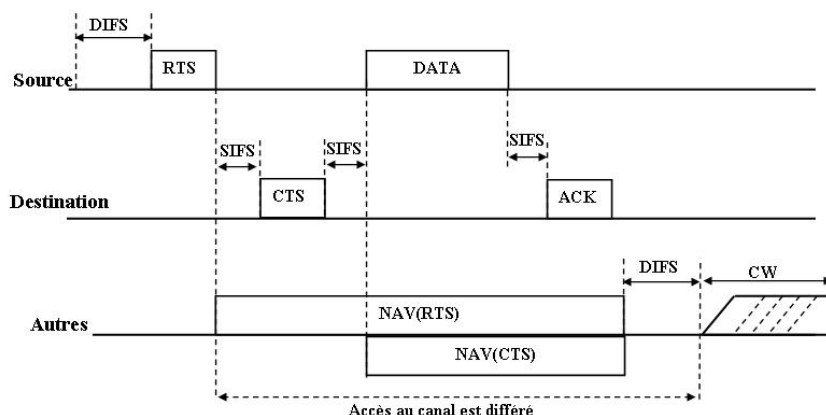 DIFS
RTS
DATA
Source
SIFS
SIFS
SIFS
CTS
ACK
Destination
DIFS
CW
NAV(RTS)
Autres
NAV(CTS)
Accès au canal est différé